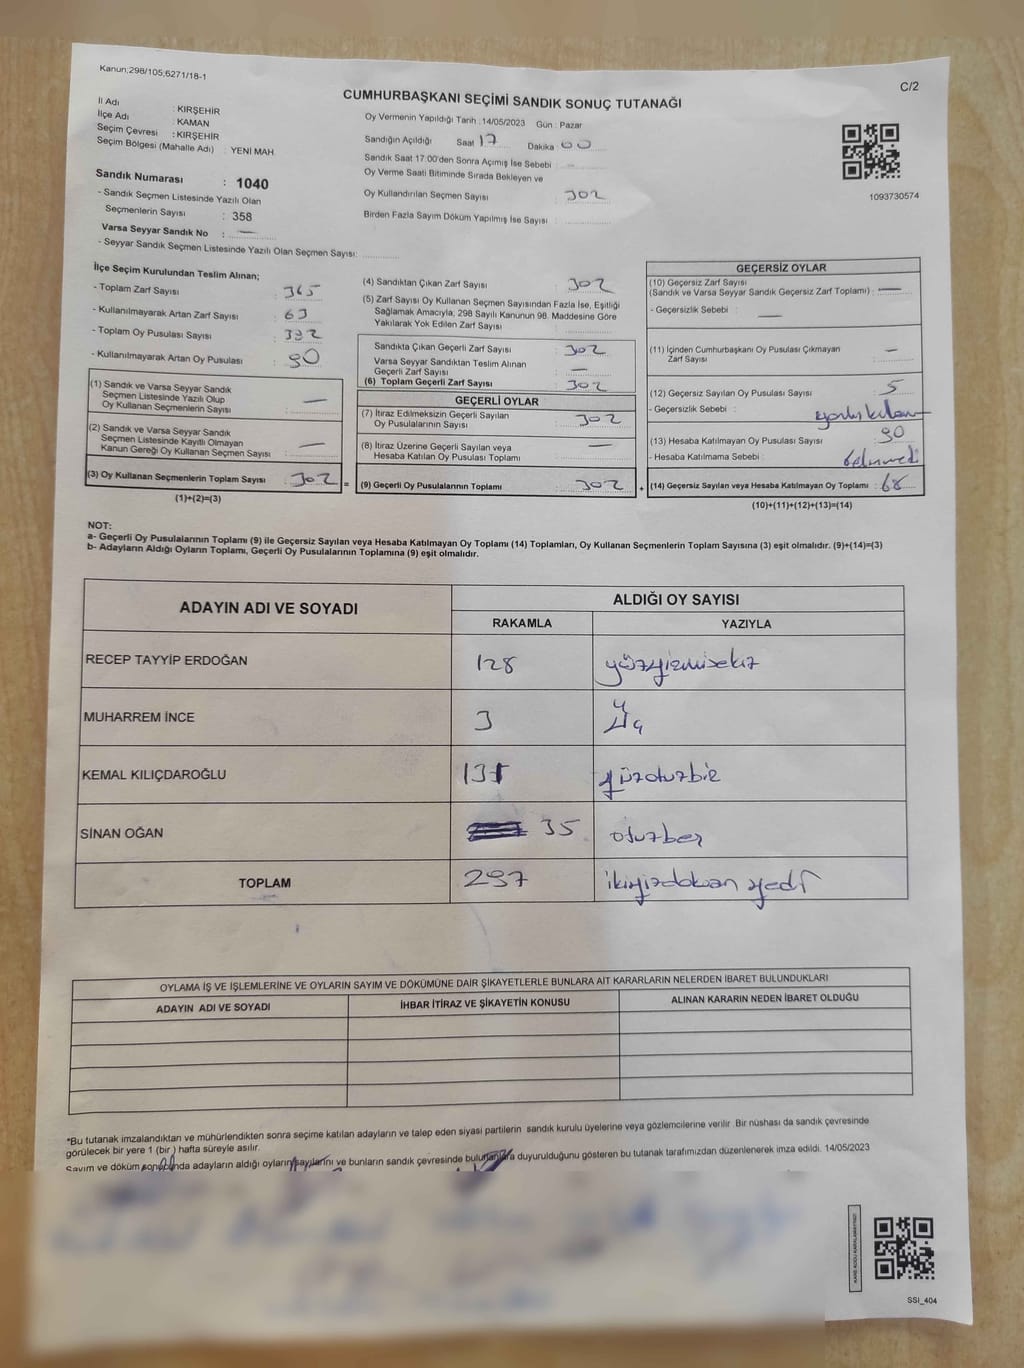 Kanun;298/105;6271/18-1
C/2
CUMHURBAŞKANI SEÇİMİ SANDIK SONUÇ TUTANAĞI
İl Adı : KIRŞEHİR
İlçe Adı : KAMAN
Seçim Çevresi : KIRŞEHİR
Seçim Bölgesi (Mahalle Adı) : YENİ MAH.
Sandık Numarası : 1040
- Sandık Seçmen Listesinde Yazılı Olan
Seçmenlerin Sayısı : 358
Varsa Seyyar Sandık No : —
- Seyyar Sandık Seçmen Listesinde Yazılı Olan Seçmen Sayısı:
Oy Vermenin Yapıldığı Tarih :14/05/2023 Gün : Pazar
Sandığın Açıldığı Saat 17 Dakika 00
Sandık Saat 17:00'den Sonra Açımış İse Sebebi : —
Oy Verme Saati Bitiminde Sırada Bekleyen ve
Oy Kullandırılan Seçmen Sayısı : 302
Birden Fazla Sayım Döküm Yapılmış İse Sayısı :
1093730574
İlçe Seçim Kurulundan Teslim Alınan;
- Toplam Zarf Sayısı : 365
- Kullanılmayarak Artan Zarf Sayısı : 63
- Toplam Oy Pusulası Sayısı : 392
- Kullanılmayarak Artan Oy Pusulası : 90
(1) Sandık ve Varsa Seyyar Sandık
Seçmen Listesinde Yazılı Olup
Oy Kullanan Seçmenlerin Sayısı : —
(2) Sandık ve Varsa Seyyar Sandık
Seçmen Listesinde Kayıtlı Olmayan
Kanun Gereği Oy Kullanan Seçmen Sayısı : —
(3) Oy Kullanan Seçmenlerin Toplam Sayısı : 302 =
(1)+(2)=(3)
(4) Sandıktan Çıkan Zarf Sayısı : 302
(5) Zarf Sayısı Oy Kullanan Seçmen Sayısından Fazla İse, Eşitliği
Sağlamak Amacıyla, 298 Sayılı Kanunun 98. Maddesine Göre
Yakılarak Yok Edilen Zarf Sayısı :
Sandıkta Çıkan Geçerli Zarf Sayısı : 302
Varsa Seyyar Sandıktan Teslim Alınan
Geçerli Zarf Sayısı : —
(6) Toplam Geçerli Zarf Sayısı : 302
GEÇERLİ OYLAR
(7) İtiraz Edilmeksizin Geçerli Sayılan
Oy Pusulalarının Sayısı : 302
(8) İtiraz Üzerine Geçerli Sayılan veya
Hesaba Katılan Oy Pusulası Toplamı : —
(9) Geçerli Oy Pusulalarının Toplamı : 302 +
GEÇERSİZ OYLAR
(10) Geçersiz Zarf Sayısı
(Sandık ve Varsa Seyyar Sandık Geçersiz Zarf Toplamı) : —
- Geçersizlik Sebebi : —
(11) İçinden Cumhurbaşkanı Oy Pusulası Çıkmayan
Zarf Sayısı : —
(12) Geçersiz Sayılan Oy Pusulası Sayısı : 5
- Geçersizlik Sebebi :
(13) Hesaba Katılmayan Oy Pusulası Sayısı : 90
- Hesaba Katılmama Sebebi :
(14) Geçersiz Sayılan veya Hesaba Katılmayan Oy Toplamı : 68
(10)+(11)+(12)+(13)=(14)
NOT:
a- Geçerli Oy Pusulalarının Toplamı (9) ile Geçersiz Sayılan veya Hesaba Katılmayan Oy Toplamı (14) Toplamları, Oy Kullanan Seçmenlerin Toplam Sayısına (3) eşit olmalıdır. (9)+(14)=(3)
b- Adayların Aldığı Oyların Toplamı, Geçerli Oy Pusulalarının Toplamına (9) eşit olmalıdır.
ADAYIN ADI VE SOYADI ALDIĞI OY SAYISI
RAKAMLA YAZIYLA
RECEP TAYYİP ERDOĞAN 128 yüzyirmisekiz
MUHARREM İNCE 3 üç
KEMAL KILIÇDAROĞLU 131 yüzotuzbir
SİNAN OĞAN 35 otuzbeş
TOPLAM 297 ikiyüzdoksan yedi
OYLAMA İŞ VE İŞLEMLERİNE VE OYLARIN SAYIM VE DÖKÜMÜNE DAİR ŞİKAYETLERLE BUNLARA AİT KARARLARIN NELERDEN İBARET BULUNDUKLARI
ADAYIN ADI VE SOYADI İHBAR İTİRAZ VE ŞİKAYETİN KONUSU ALINAN KARARIN NEDEN İBARET OLDUĞU
*Bu tutanak imzalandıktan ve mühürlendikten sonra seçime katılan adayların ve talep eden siyasi partilerin sandık kurulu üyelerine veya gözlemcilerine verilir. Bir nüshası da sandık çevresinde
görülecek bir yere 1 (bir) hafta süreyle asılır.
Sayım ve döküm sonucunda adayların aldığı oyların sayılarını ve bunların sandık çevresinde bulunanlara duyurulduğunu gösteren bu tutanak tarafımızdan düzenlenerek imza edildi. 14/05/2023
SSİ_404